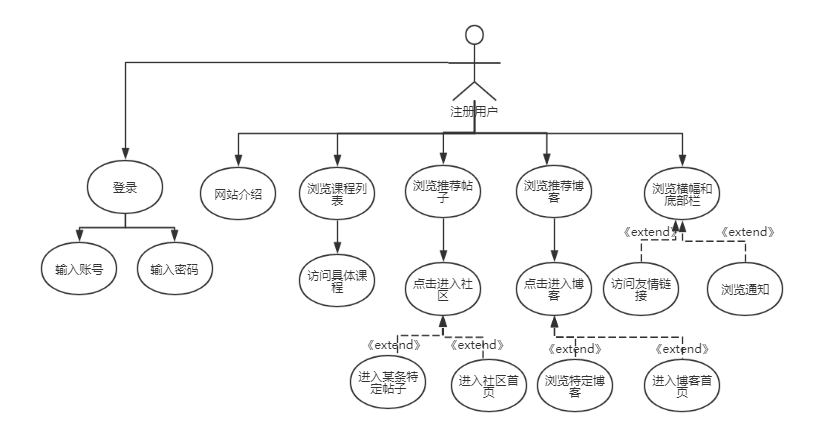 注册用户
登录
网站介绍
浏览课程列
表
浏览推荐帖
子
浏览推荐博
客
浏览横幅和
底部栏
《extend》
《extend》
输入账号
输入密码
访问具体课
程
点击进入社
区
点击进入博
客
访问友情链
接
浏览通知
《extend》
《extend》
《extend》
《extend》
进入某条特
定帖子
进入社区首
页
浏览特定博
客
进入博客首
页